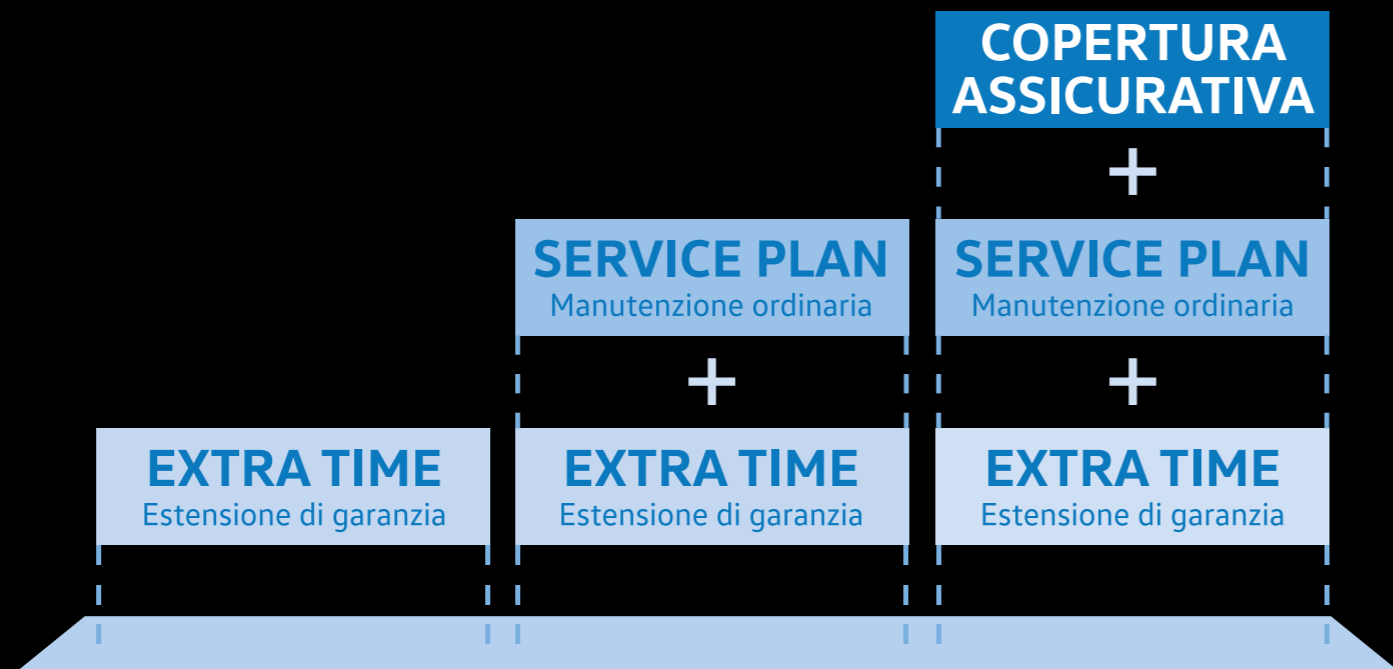 COPERTURA
ASSICURATIVA
+
SERVICE PLAN
Manutenzione ordinaria
SERVICE PLAN
Manutenzione ordinaria
+
+
EXTRA TIME
Estensione di garanzia
EXTRA TIME
Estensione di garanzia
EXTRA TIME
Estensione di garanzia